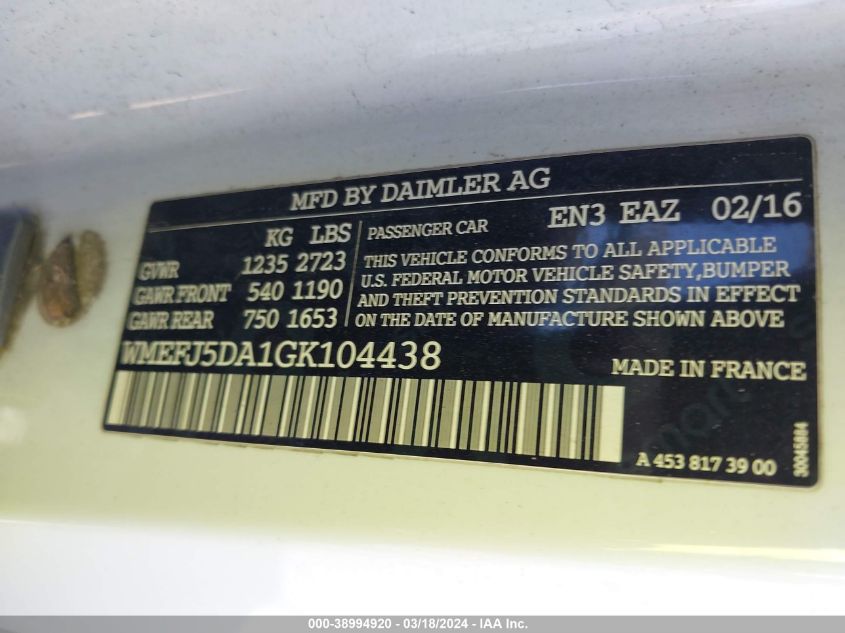 MFD BY DAIMLER AG
EN3 EAZ 02/16
KG LBS
GVWR 1235 2723
GAWR FRONT 540 1190
GAWR REAR 750 1653
PASSENGER CAR
THIS VEHICLE CONFORMS TO ALL APPLICABLE
U.S. FEDERAL MOTOR VEHICLE SAFETY, BUMPER
AND THEFT PREVENTION STANDARDS IN EFFECT
ON THE DATE OF MANUFACTURE SHOWN ABOVE
WMEFJ5DA1GK104438
MADE IN FRANCE
A 453 817 39 00
30045884
000-38994920 - 03/18/2024 - IAA Inc.